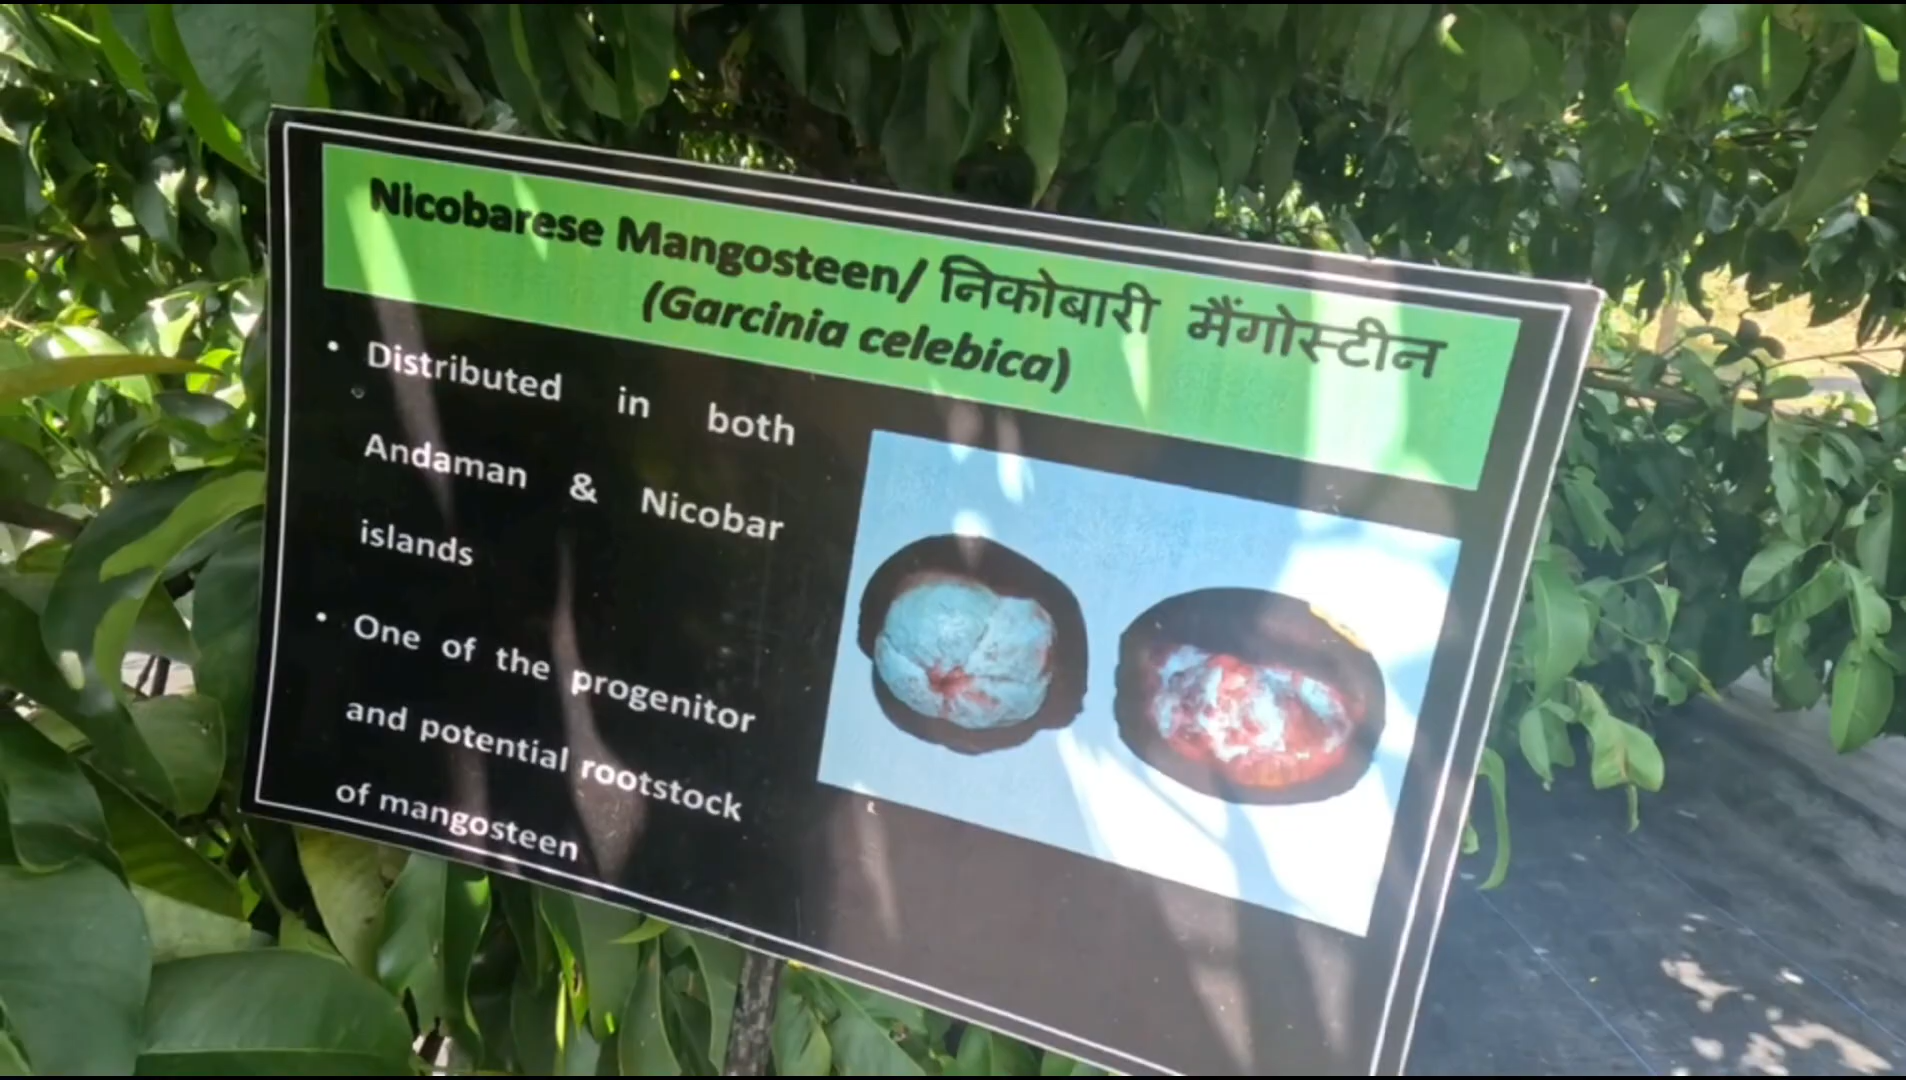 Nicobarese Mangosteen/ निकोबारी मैंगोस्टीन
(Garcinia celebica)
• Distributed in both
Andaman & Nicobar
islands
• One of the progenitor
and potential rootstock
of mangosteen